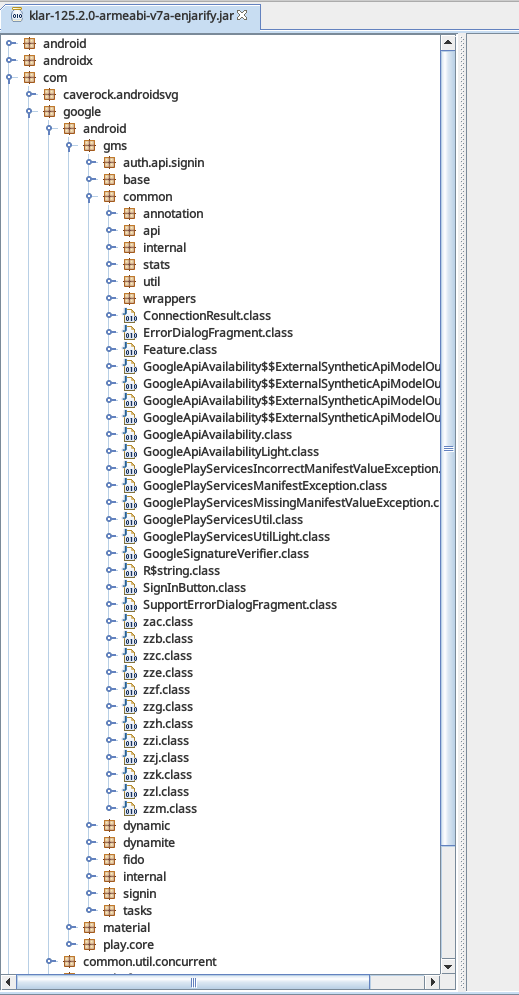 klar-125.2.0-armeabi-v7a-enjarify.jar
android
androidx
com
caverock.androidsvg
google
android
gms
auth.api.signin
base
common
annotation
api
internal
stats
util
wrappers
ConnectionResult.class
ErrorDialogFragment.class
Feature.class
GoogleApiAvailability$$ExternalSyntheticApiModelOu
GoogleApiAvailability$$ExternalSyntheticApiModelOu
GoogleApiAvailability$$ExternalSyntheticApiModelOu
GoogleApiAvailability$$ExternalSyntheticApiModelOu
GoogleApiAvailability.class
GoogleApiAvailabilityLight.class
GooglePlayServicesIncorrectManifestValueException.
GooglePlayServicesManifestException.class
GooglePlayServicesMissingManifestValueException.c
GooglePlayServicesUtil.class
GooglePlayServicesUtilLight.class
GoogleSignatureVerifier.class
R$string.class
SignInButton.class
SupportErrorDialogFragment.class
zac.class
zzb.class
zzc.class
zze.class
zzf.class
zzg.class
zzh.class
zzi.class
zzj.class
zzk.class
zzl.class
zzm.class
dynamic
dynamite
fido
internal
signin
tasks
material
play.core
common.util.concurrent